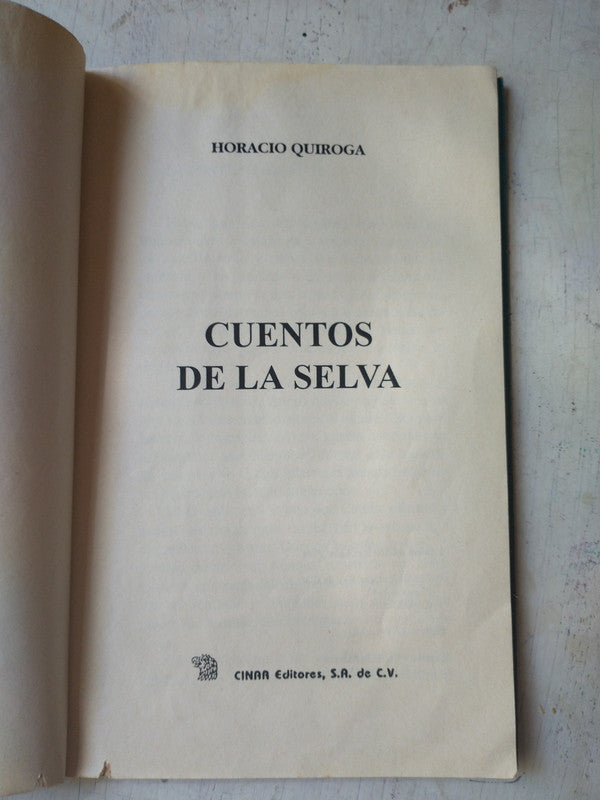 HORACIO QUIROGA
CUENTOS
DE LA SELVA
CINAR Editores, S.A. de C.V.